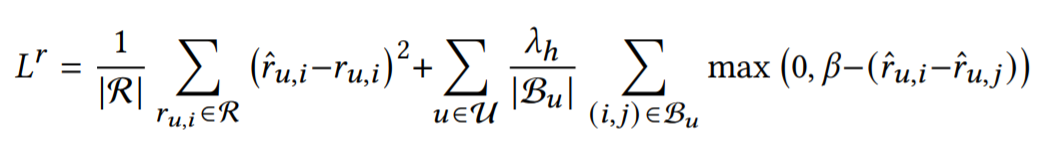 $L^r = \frac{1}{|\mathcal{R}|} \sum_{r_{u,i} \in \mathcal{R}} (\hat{r}_{u,i} - r_{u,i})^2 + \sum_{u \in \mathcal{U}} \frac{\lambda_h}{|\mathcal{B}_u|} \sum_{(i,j) \in \mathcal{B}_u} \max(0, \beta - (\hat{r}_{u,i} - \hat{r}_{u,j}))$